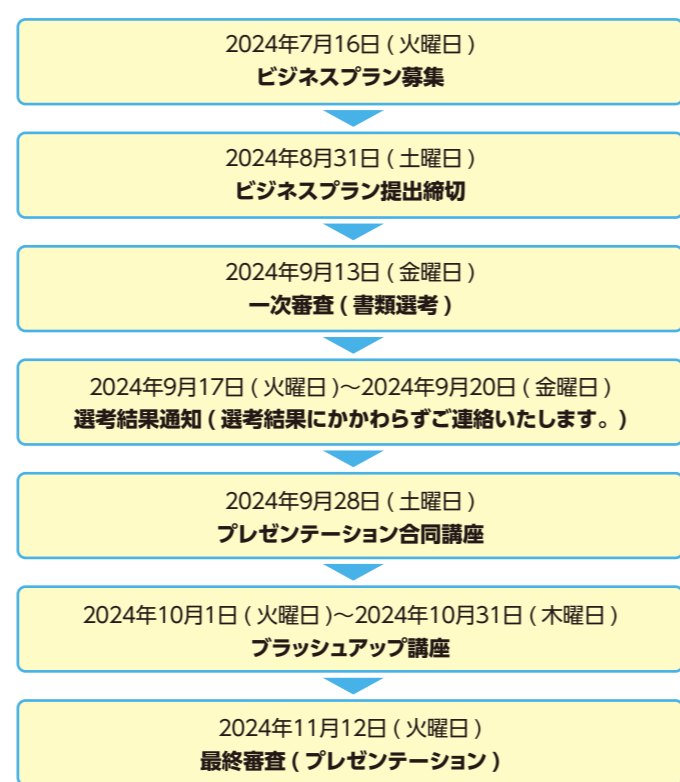 2024年7月16日 ( 火曜日 )
ビジネスプラン募集
2024年8月31日 ( 土曜日 )
ビジネスプラン提出締切
2024年9月13日 ( 金曜日 )
一次審査 ( 書類選考 )
2024年9月17日 ( 火曜日 )～2024年9月20日 ( 金曜日 )
選考結果通知 ( 選考結果にかかわらずご連絡いたします。)
2024年9月28日 ( 土曜日 )
プレゼンテーション合同講座
2024年10月1日 ( 火曜日 )～2024年10月31日 ( 木曜日 )
ブラッシュアップ講座
2024年11月12日 ( 火曜日 )
最終審査 ( プレゼンテーション )